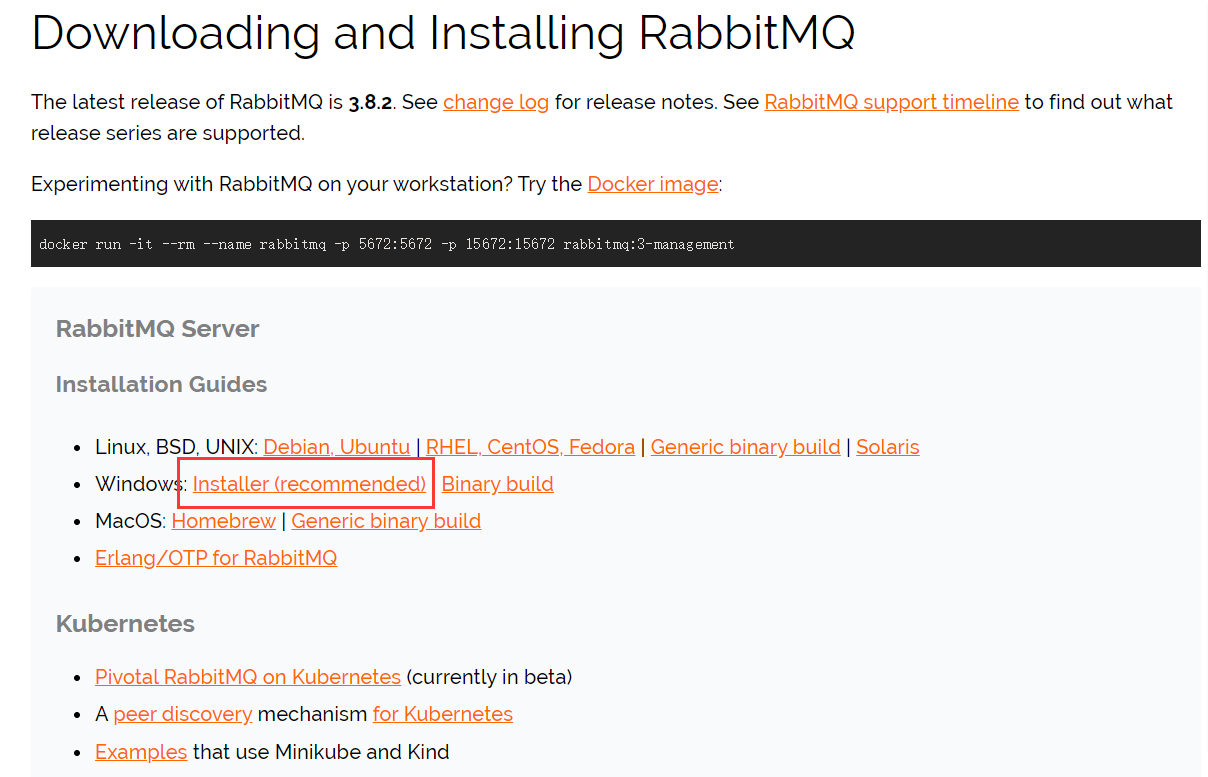 Downloading and Installing RabbitMQ
The latest release of RabbitMQ is 3.8.2. See change log for release notes. See RabbitMQ support timeline to find out what
release series are supported.
Experimenting with RabbitMQ on your workstation? Try the Docker image:
docker run -it --rm --name rabbitmq -p 5672:5672 -p 15672:15672 rabbitmq:3-management
RabbitMQ Server
Installation Guides
• Linux, BSD, UNIX: Debian, Ubuntu | RHEL, CentOS, Fedora | Generic binary build | Solaris
• Windows: Installer (recommended) Binary build
• MacOS: Homebrew | Generic binary build
• Erlang/OTP for RabbitMQ
Kubernetes
• Pivotal RabbitMQ on Kubernetes (currently in beta)
• A peer discovery mechanism for Kubernetes
• Examples that use Minikube and Kind